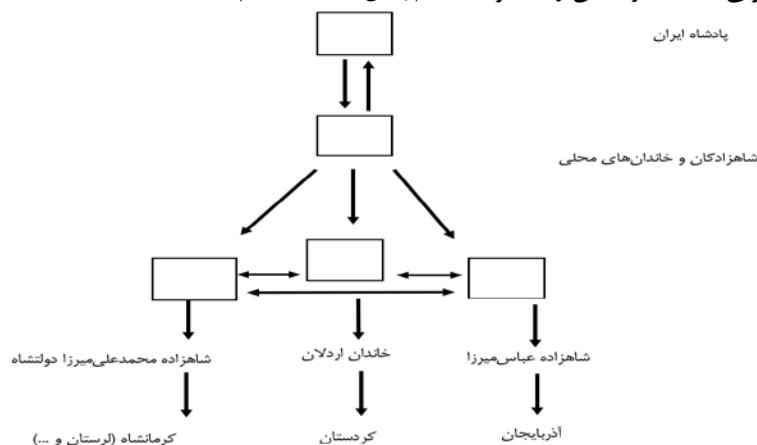 پادشاه ایران
شاهزادگان و خاندان‌های محلی
شاهزاده عباس‌میرزا
خاندان اردلان
شاهزاده محمدعلی‌میرزا دولتشاه
آذربایجان
کردستان
کرمانشاه (لرستان و ...)